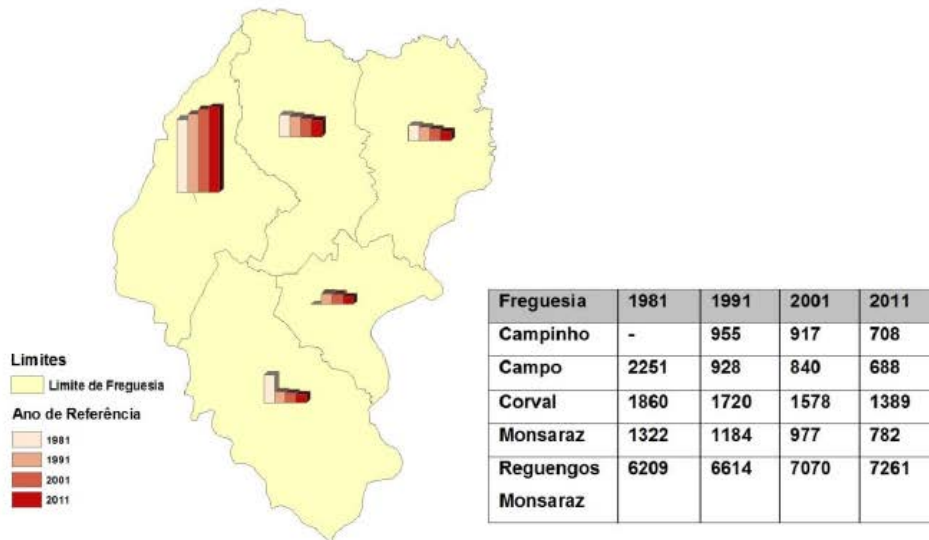 Limites
Limite de Freguesia
Ano de Referência
1981
1991
2001
2011
Freguesia 1981 1991 2001 2011
Campinho - 955 917 708
Campo 2251 928 840 688
Corval 1860 1720 1578 1389
Monsaraz 1322 1184 977 782
Reguengos 6209 6614 7070 7261
Monsaraz